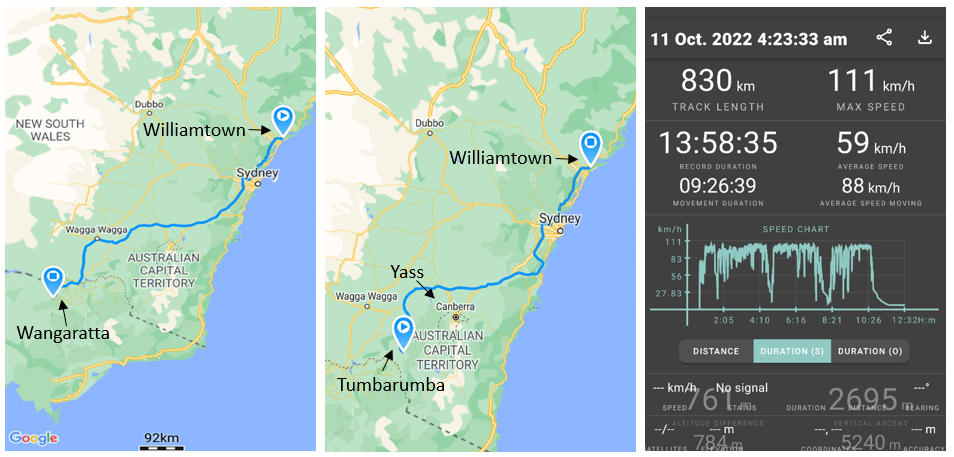 Dubbo
NEW SOUTH
WALES
Williamtown
Sydney
Wagga Wagga
AUSTRALIAN
CAPITAL
TERRITORY
Wangaratta
Google
92km
Dubbo
Williamtown
Sydney
Yass
Wagga Wagga
Canberra
AUSTRALIAN
CAPITAL
TERRITORY
Tumbarumba
11 Oct. 2022 4:23:33 am
830 km
TRACK LENGTH
111 km/h
MAX SPEED
13:58:35
RECORD DURATION
59 km/h
AVERAGE SPEED
09:26:39
MOVEMENT DURATION
88 km/h
AVERAGE SPEED MOVING
km/h
SPEED CHART
111
83
56
27.83
2:05 4:10 6:16 8:21 10:26 12:32 H:m
DISTANCE DURATION (S) DURATION (O)
--- km/h No signal ---°
761 m 2695 m
SPEED STATUS DURATION DISTANCE BEARING
ALTITUDE DIFFERENCE VERTICAL ASCENT
--/-- --- m ---,--- --- m
784 m 5240 m
SATELLITES ELEVATION COORDINATES ACCURACY